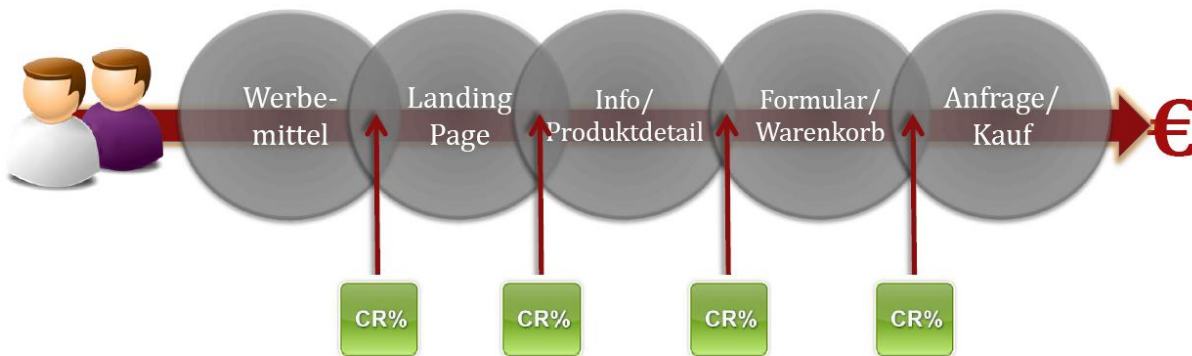 Werbe-
mittel
Landing
Page
Info/
Produktdetail
Formular/
Warenkorb
Anfrage/
Kauf
€
CR%
CR%
CR%
CR%